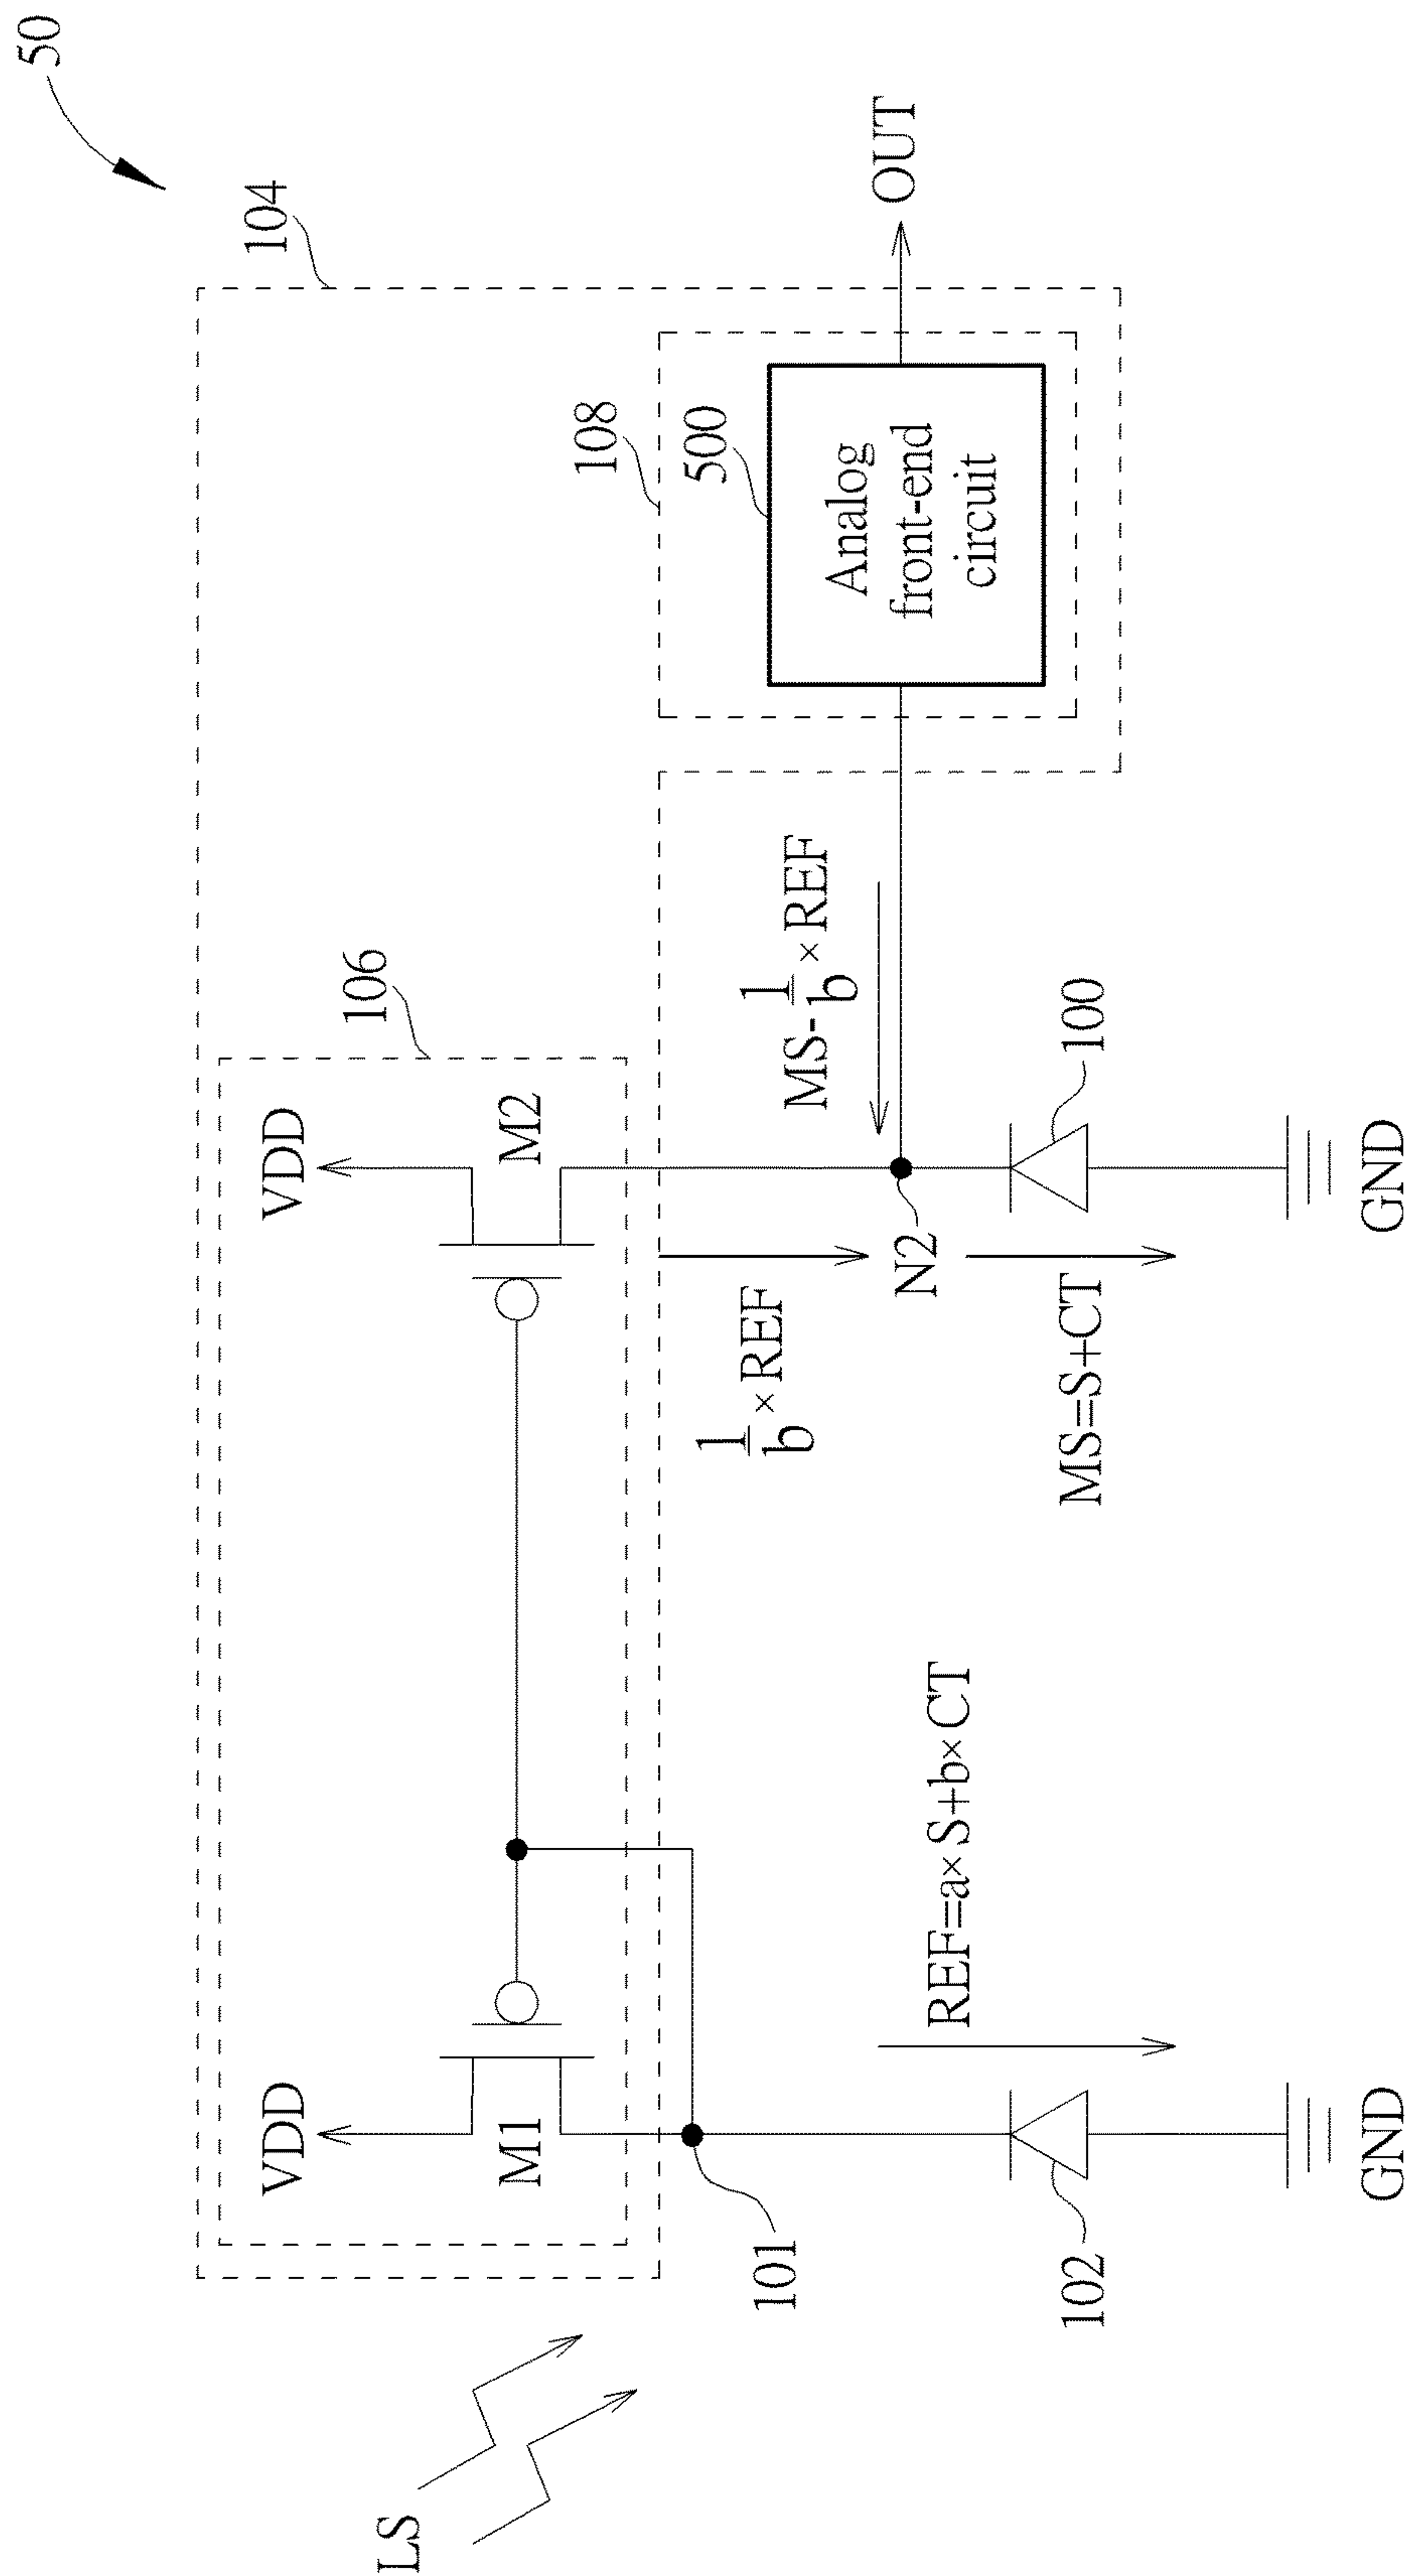 50
104
106
VDD
VDD
M1
M2
108
500
Analog
front-end
circuit
OUT
MS-1/b×REF
1/b×REF
101
N2
100
102
REF=a×S+b×CT
MS=S+CT
GND
GND
LS